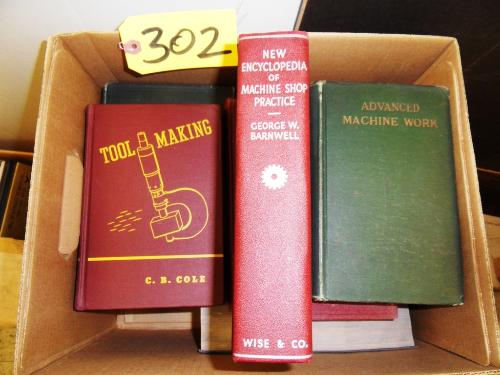 302
TOOL MAKING
C. B. COLE
NEW
ENCYCLOPEDIA
OF
MACHINE SHOP
PRACTICE
GEORGE W.
BARNWELL
WISE & CO.
ADVANCED
MACHINE WORK